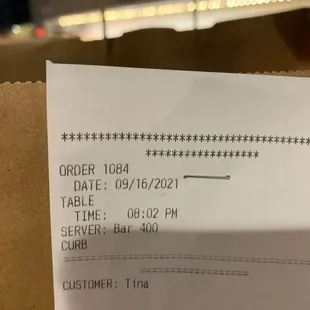 ****************************************
******************
ORDER 1084
DATE: 09/16/2021
TABLE
TIME: 08:02 PM
SERVER: Bar 400
CURB
========================================
==================
CUSTOMER: Tina